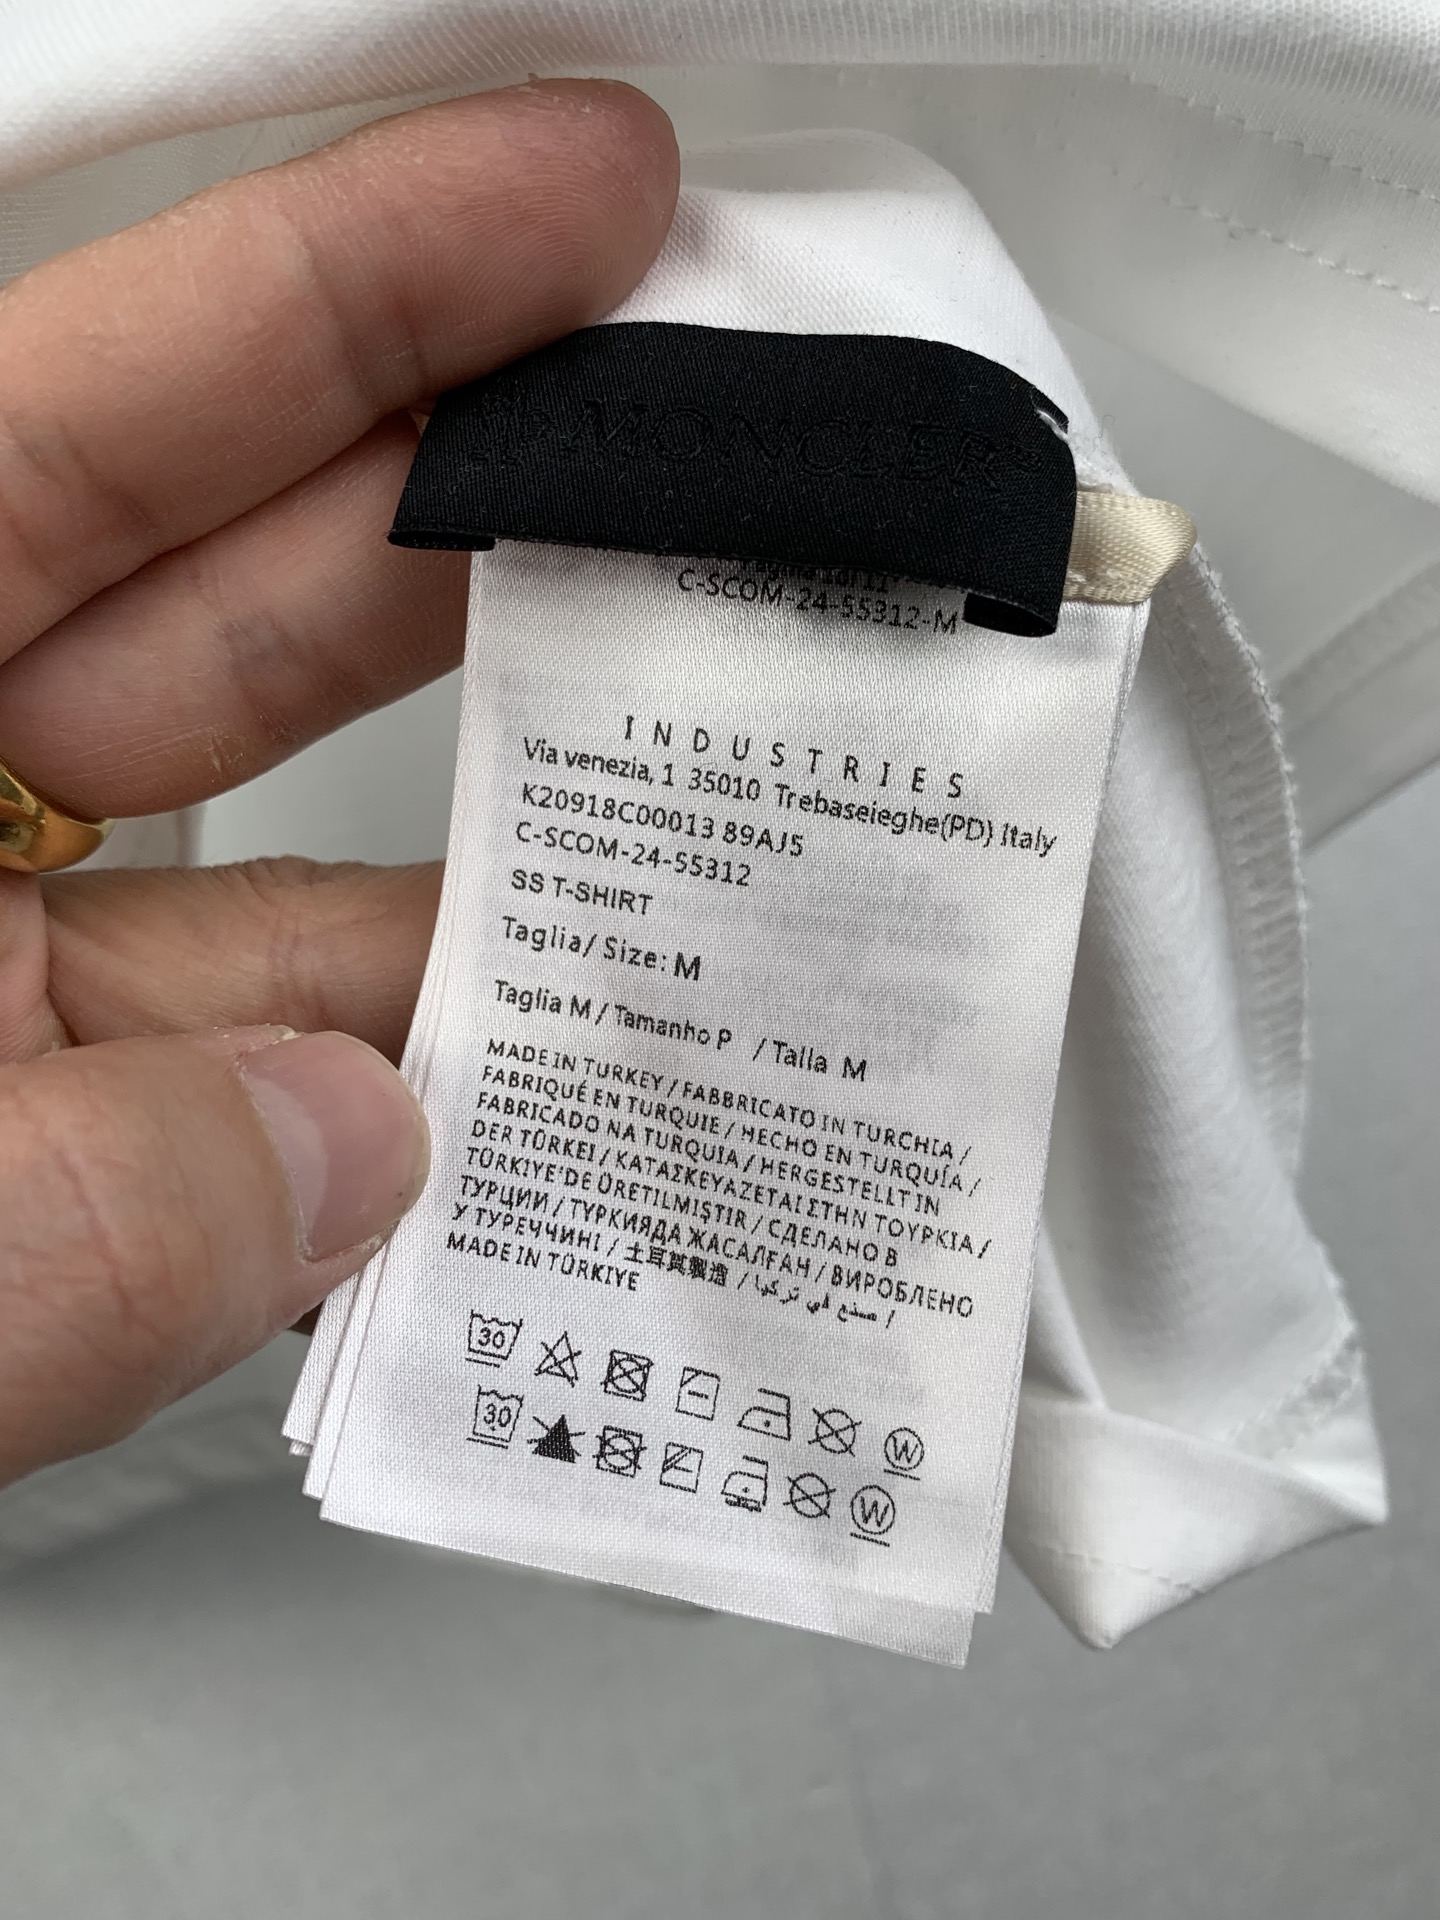 MONCLER
C-SCOM-24-55312-M
INDUSTRIES
Via venezia, 1 35010 Trebaseieghe(PD) Italy
K20918C00013 89AJ5
C-SCOM-24-55312
SS T-SHIRT
Taglia/ Size: M
Taglia M / Tamanho P / Talla M
MADE IN TURKEY / FABBRICATO IN TURCHIA /
FABRIQUÉ EN TURQUIE / HECHO EN TURQUÍA /
FABRICADO NA TURQUIA / HERGESTELLT IN
DER TÜRKEI / ΚΑΤΑΣΚΕΥΑΖΕΤΑΙ ΣΤΗΝ ΤΟΥΡΚΙΑ /
TÜRKIYE'DE ÜRETILMIŞTIR / СДЕЛАНО В
ТУРЦИИ / ТҮРКИЯДА ЖАСАЛҒАН / ВИРОБЛЕНО
У ТУРЕЧЧИНІ / 土耳其製造 / صنع في تركيا /
MADE IN TÜRKIYE
30
W
30
W